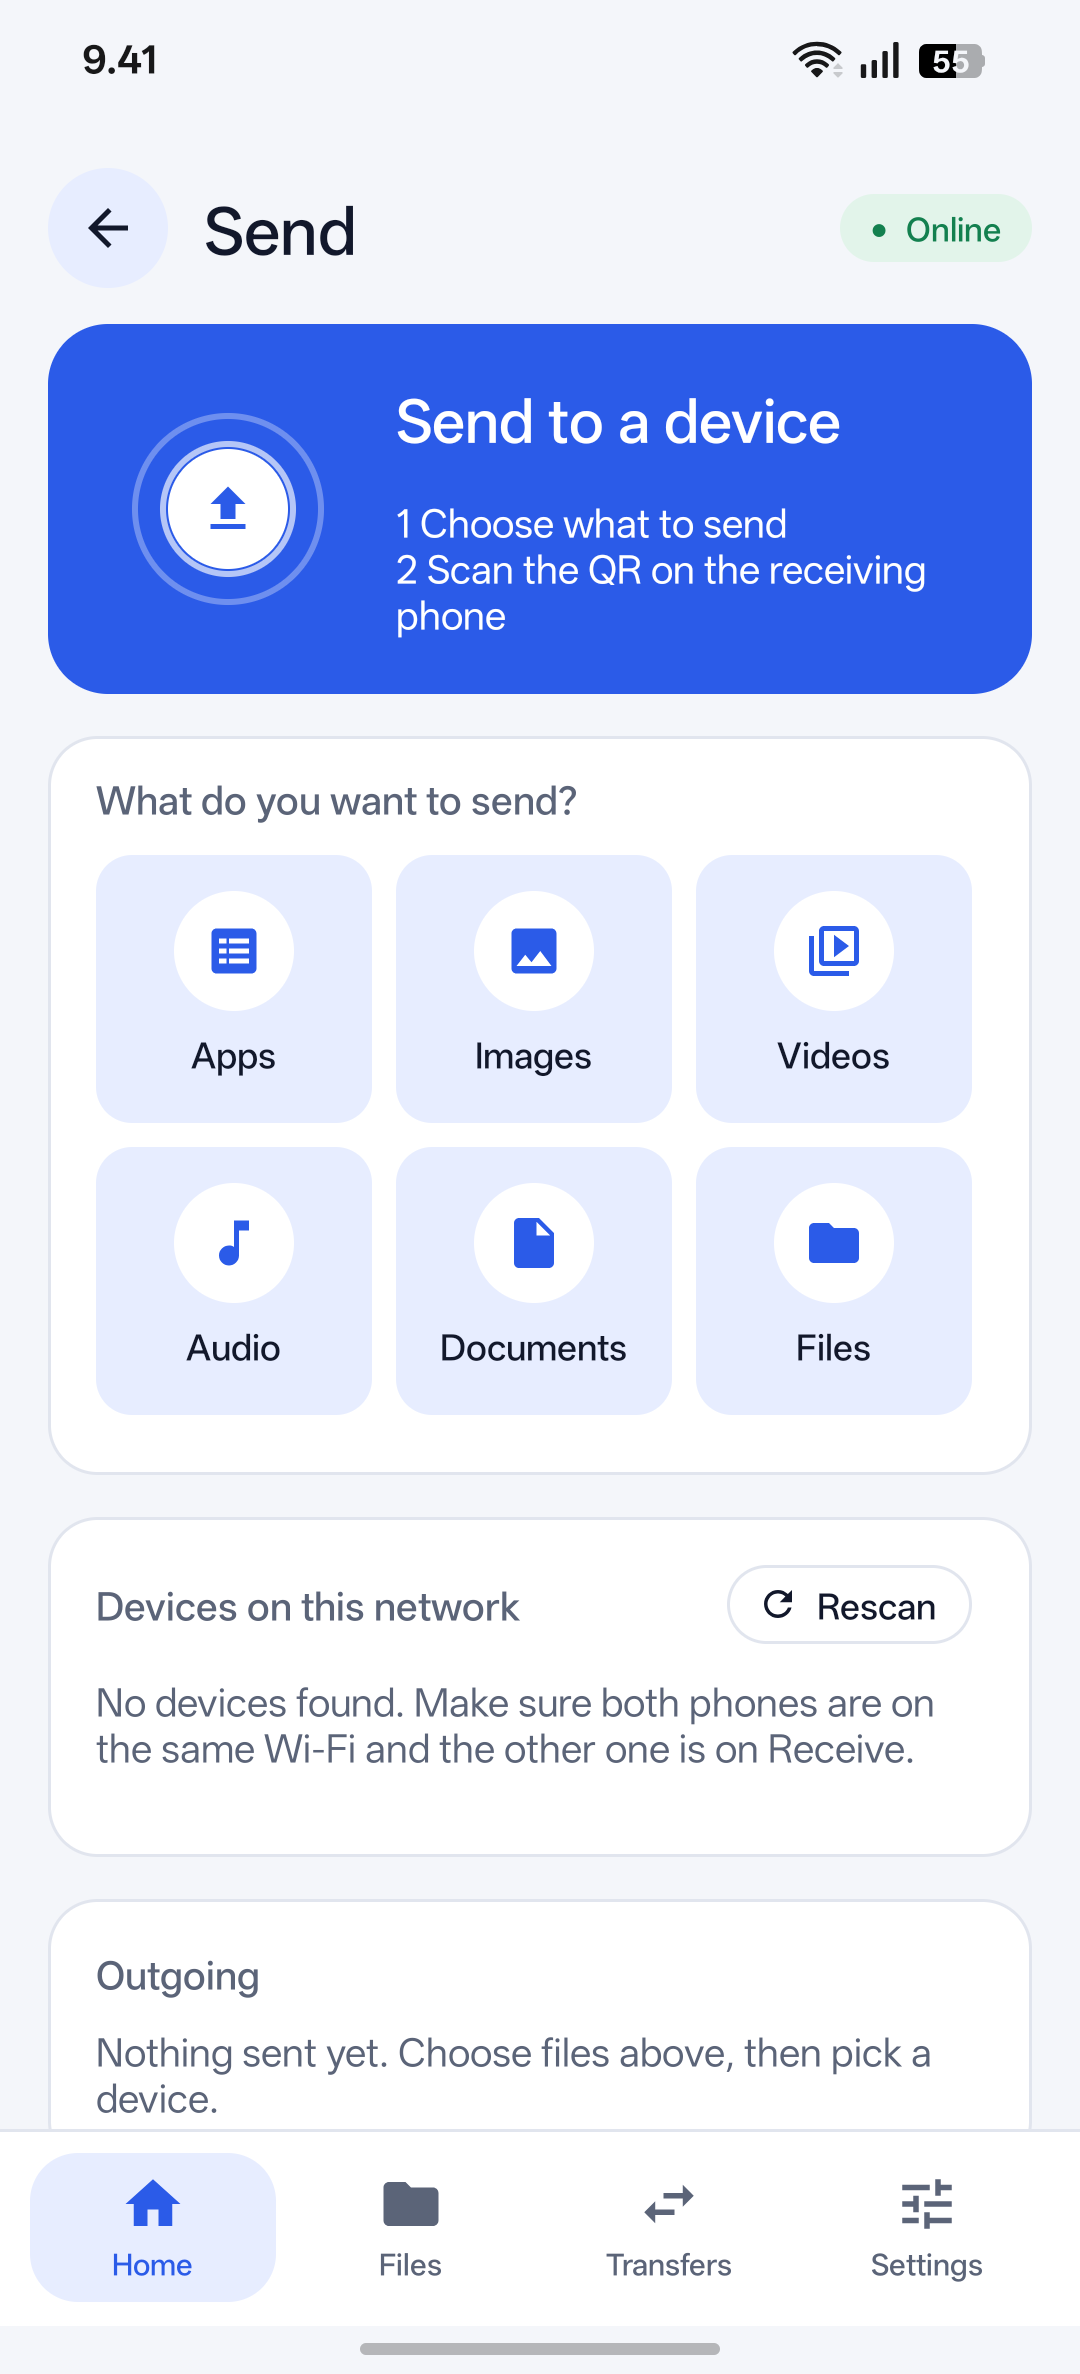 9.41
55
Send
Online
Send to a device
1 Choose what to send
2 Scan the QR on the receiving
phone
What do you want to send?
Apps
Images
Videos
Audio
Documents
Files
Devices on this network
Rescan
No devices found. Make sure both phones are on
the same Wi-Fi and the other one is on Receive.
Outgoing
Nothing sent yet. Choose files above, then pick a
device.
Home
Files
Transfers
Settings